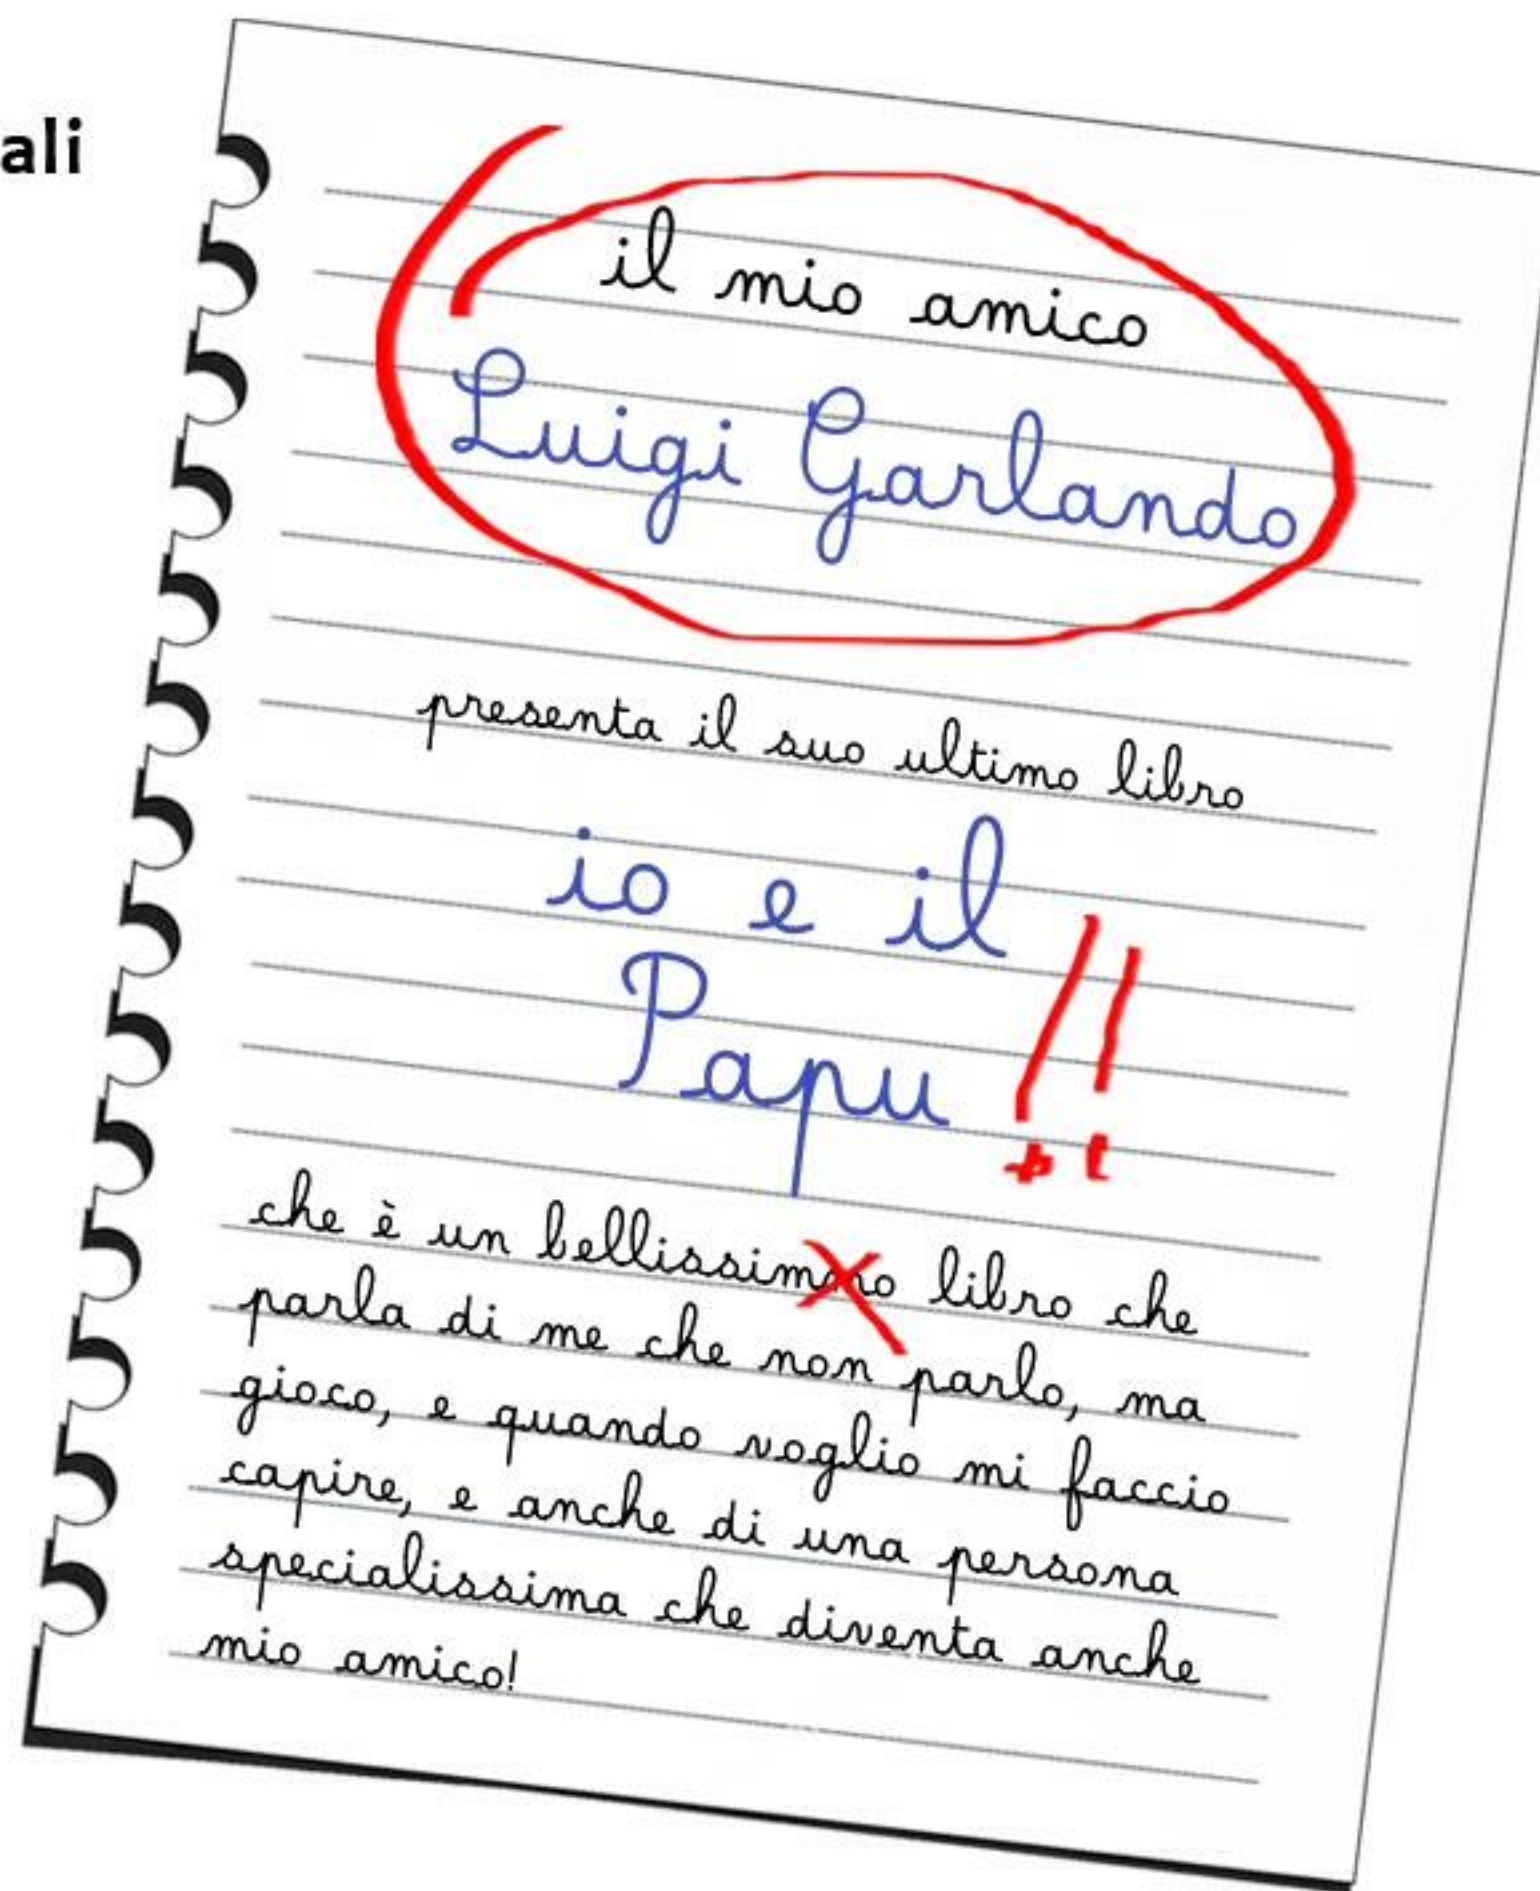 ali
il mio amico
Luigi Garlando
presenta il suo ultimo libro
io e il
Papu !!
che è un bellissimmo libro che
parla di me che non parlo, ma
gioco, e quando voglio mi faccio
capire, e anche di una persona
specialissima che diventa anche
mio amico!